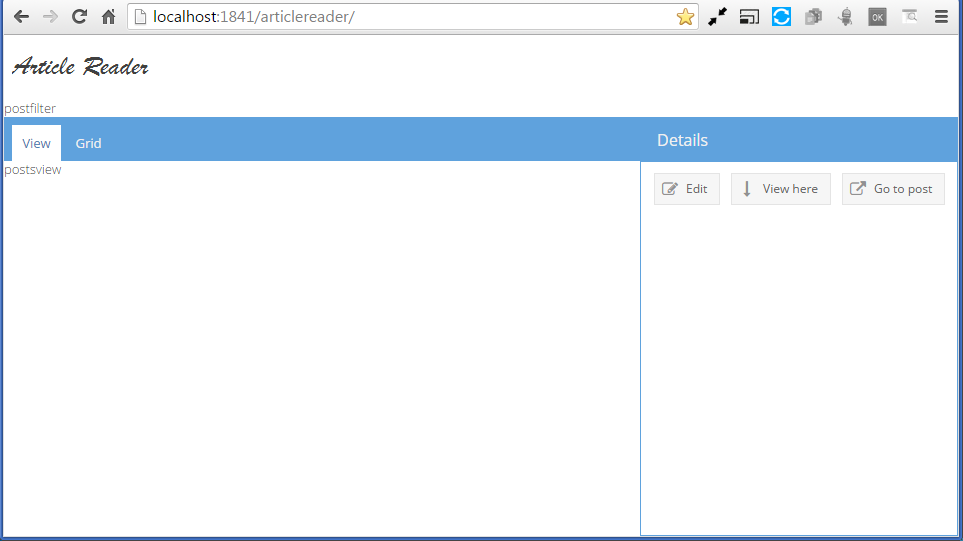 localhost:1841/articlereader/
OK
Article Reader
postfilter
View Grid Details
postsview
Edit View here Go to post